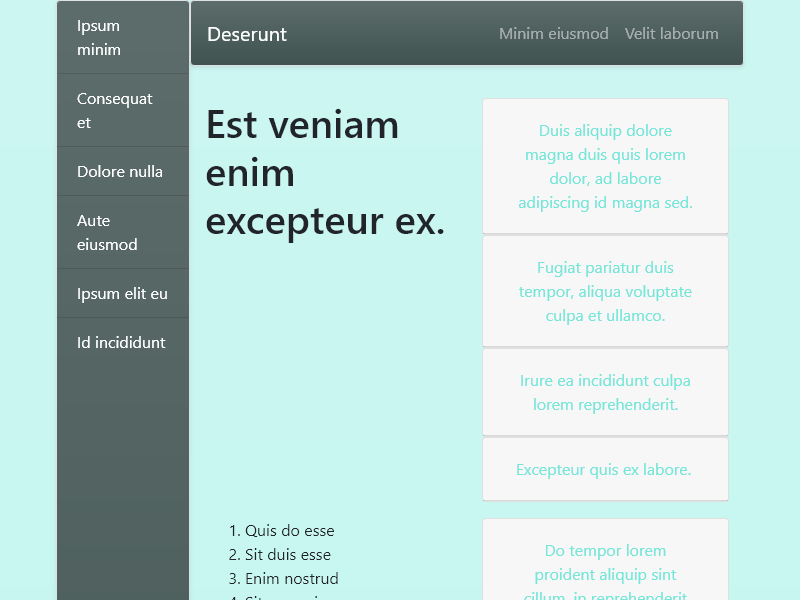 Ipsum
minim
Consequat
et
Dolore nulla
Aute
eiusmod
Ipsum elit eu
Id incididunt
Deserunt
Minim eiusmod
Velit laborum
Est veniam
enim
excepteur ex.
Duis aliquip dolore
magna duis quis lorem
dolor, ad labore
adipiscing id magna sed.
Fugiat pariatur duis
tempor, aliqua voluptate
culpa et ullamco.
Irure ea incididunt culpa
lorem reprehenderit.
Excepteur quis ex labore.
1. Quis do esse
2. Sit duis esse
3. Enim nostrud
Do tempor lorem
proident aliquip sint
cillum, in reprehenderit